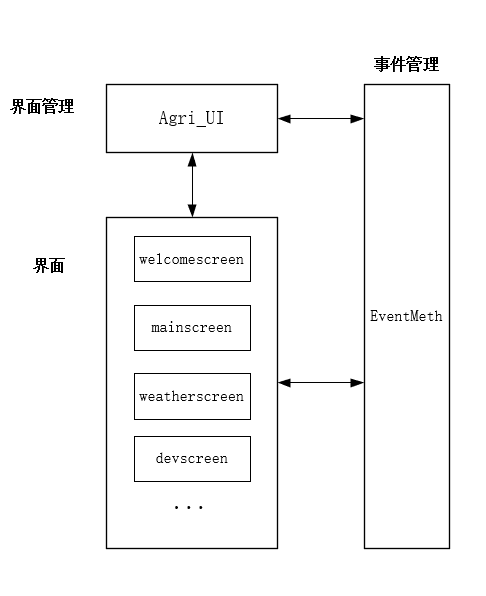 事件管理
界面管理
Agri_UI
界面
welcomescreen
mainscreen
EventMeth
weatherscreen
devscreen
...